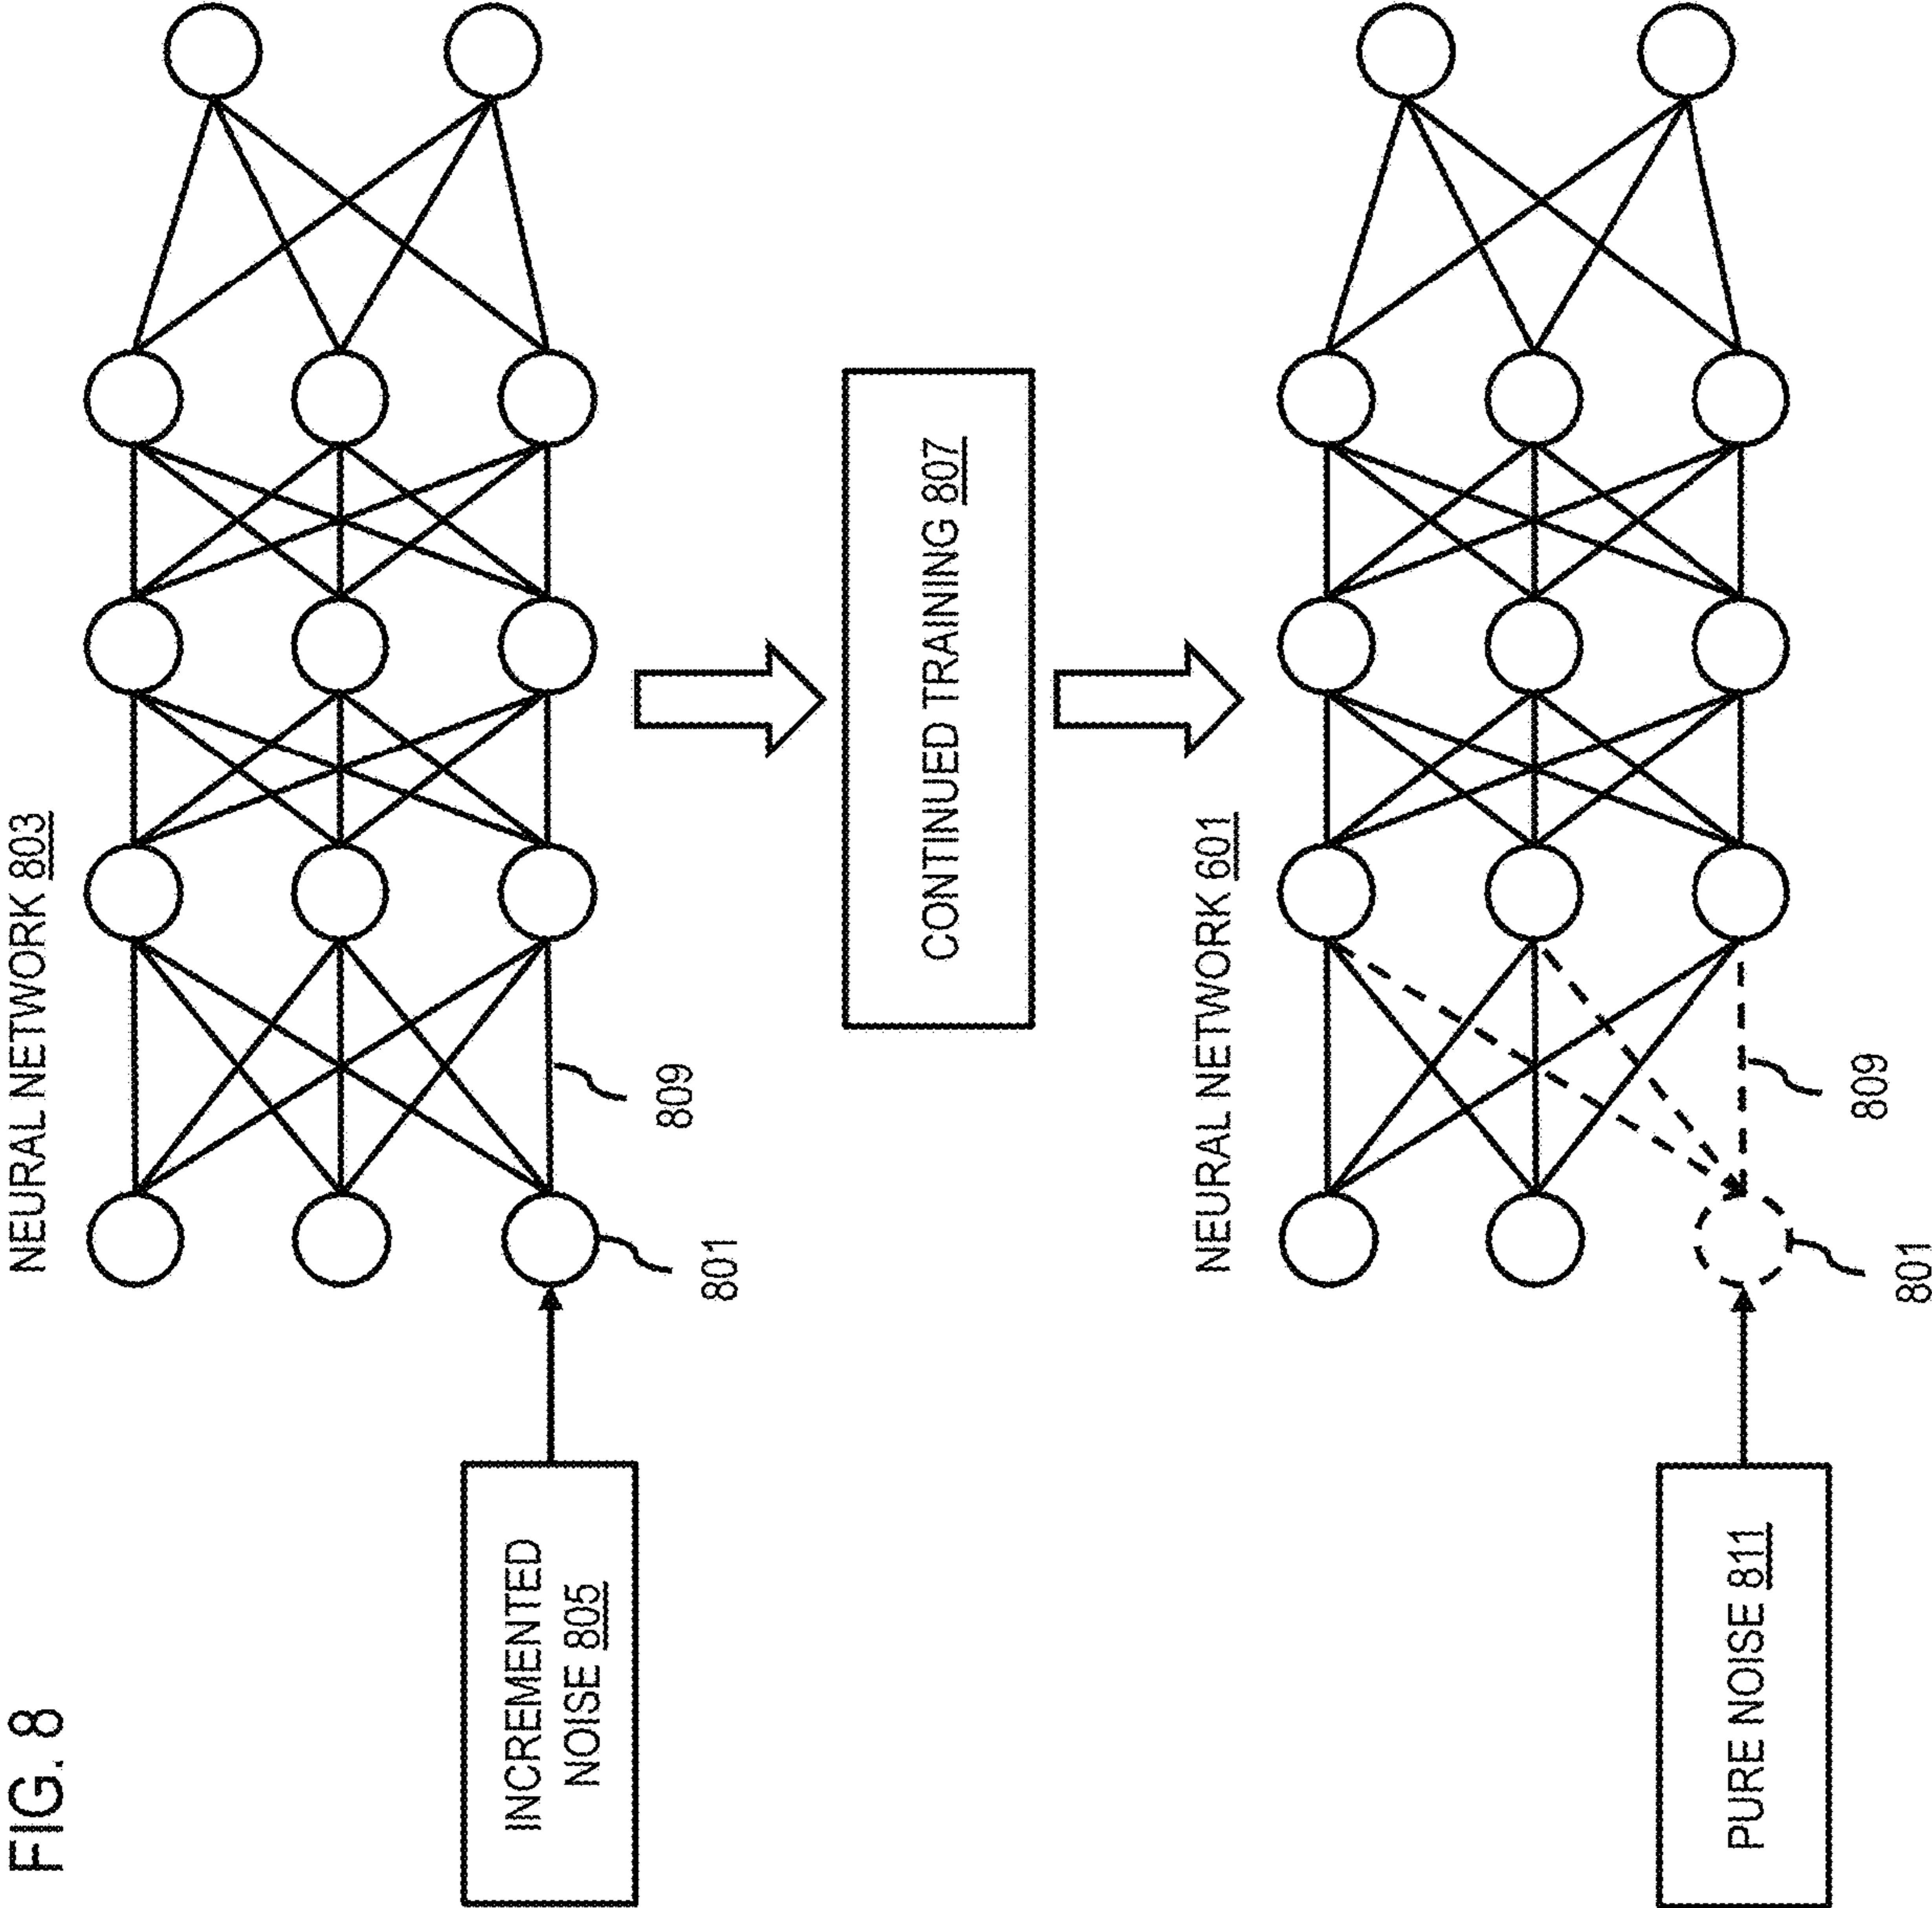 FIG. 8
NEURAL NETWORK 803
INCREMENTED
NOISE 805
801
809
CONTINUED TRAINING 807
NEURAL NETWORK 601
PURE NOISE 811
801
809